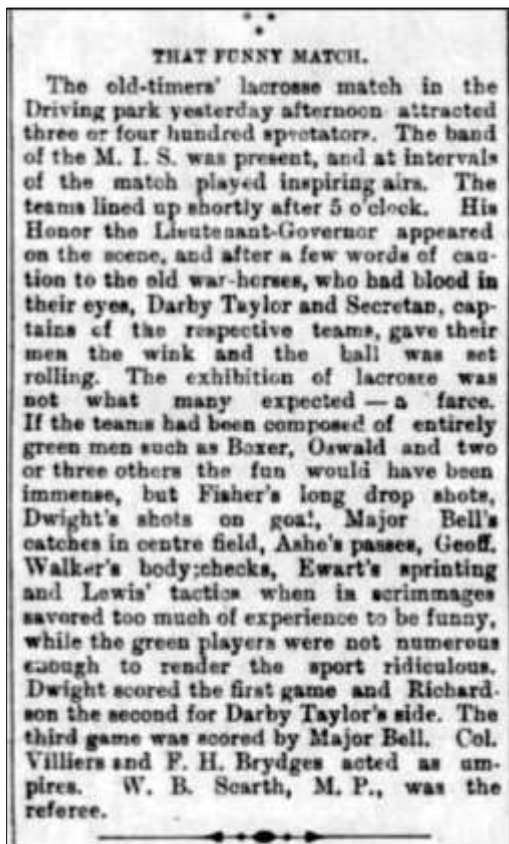 THAT FUNNY MATCH.
The old-timers' lacrosse match in the
Driving park yesterday afternoon attracted
three or four hundred spectators. The band
of the M. I. S. was present, and at intervals
of the match played inspiring airs. The
teams lined up shortly after 5 o'clock. His
Honor the Lieutenant-Governor appeared
on the scene, and after a few words of cau-
tion to the old war-horses, who had blood in
their eyes, Darby Taylor and Secretan, cap-
tains of the respective teams, gave their
men the wink and the ball was set
rolling. The exhibition of lacrosse was
not what many expected — a farce.
If the teams had been composed of entirely
green men such as Boxer, Oswald and two
or three others the fun would have been
immense, but Fisher's long drop shots,
Dwight's shots on goal, Major Bell's
catches in centre field, Ashe's passes, Geoff.
Walker's body;checks, Ewart's sprinting
and Lewis' tactics when in scrimmages
savored too much of experience to be funny,
while the green players were not numerous
enough to render the sport ridiculous.
Dwight scored the first game and Richard-
son the second for Darby Taylor's side. The
third game was scored by Major Bell. Col.
Villiers and F. H. Brydges acted as um-
pires. W. B. Scarth, M. P., was the
referee.